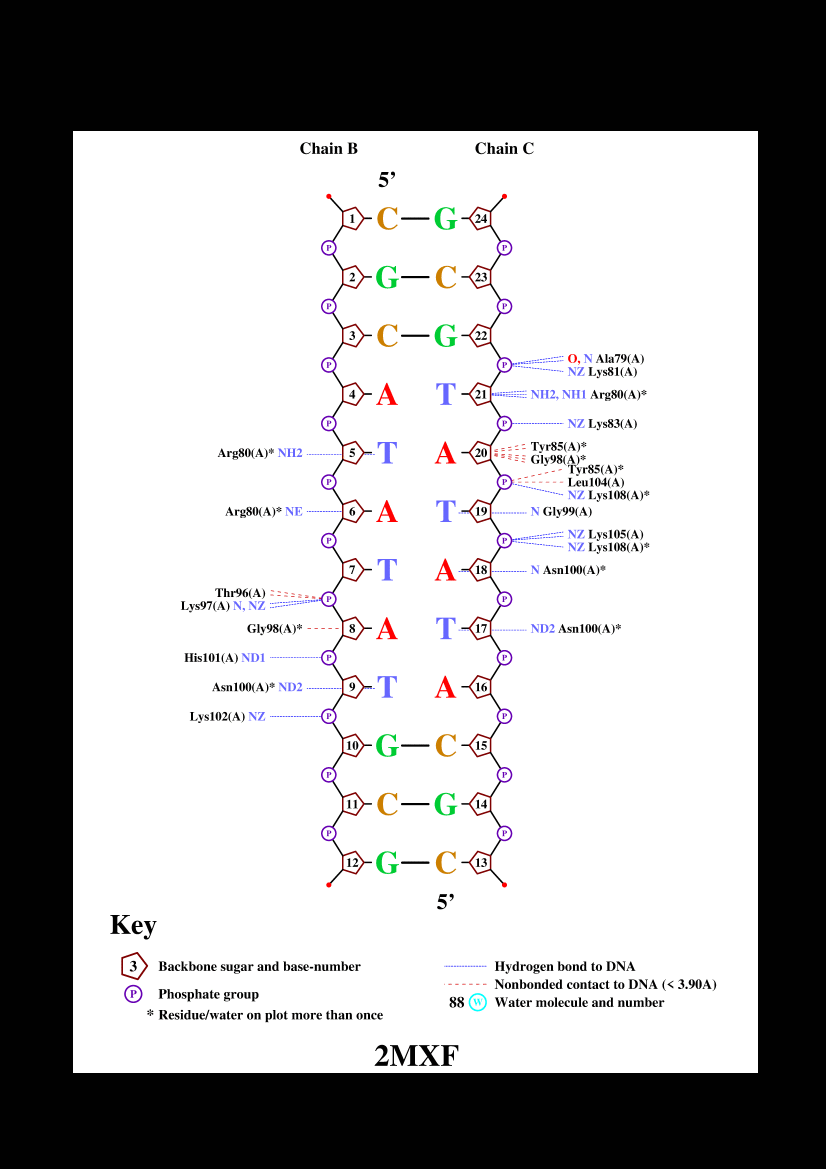 Chain B Chain C
5’
1 C G 24
P P
2 G C 23
P P
3 C G 22
O, N Ala79(A)
P P
NZ Lys81(A)
4 A T 21 NH2, NH1 Arg80(A)*
P P NZ Lys83(A)
Tyr85(A)*
Arg80(A)* NH2 5 T A 20
Gly98(A)*
Tyr85(A)*
P P Leu104(A)
NZ Lys108(A)*
Arg80(A)* NE 6 A T 19 N Gly99(A)
NZ Lys105(A)
P P
NZ Lys108(A)*
7 T A 18 N Asn100(A)*
Thr96(A)
P P
Lys97(A) N, NZ
Gly98(A)* 8 A T 17 ND2 Asn100(A)*
His101(A) ND1 P P
Asn100(A)* ND2 9 T A 16
Lys102(A) NZ P P
10 G C 15
P P
11 C G 14
P P
12 G C 13
5’
Key
3 Backbone sugar and base-number Hydrogen bond to DNA
Nonbonded contact to DNA (< 3.90A)
P Phosphate group 88 W Water molecule and number
* Residue/water on plot more than once
2MXF